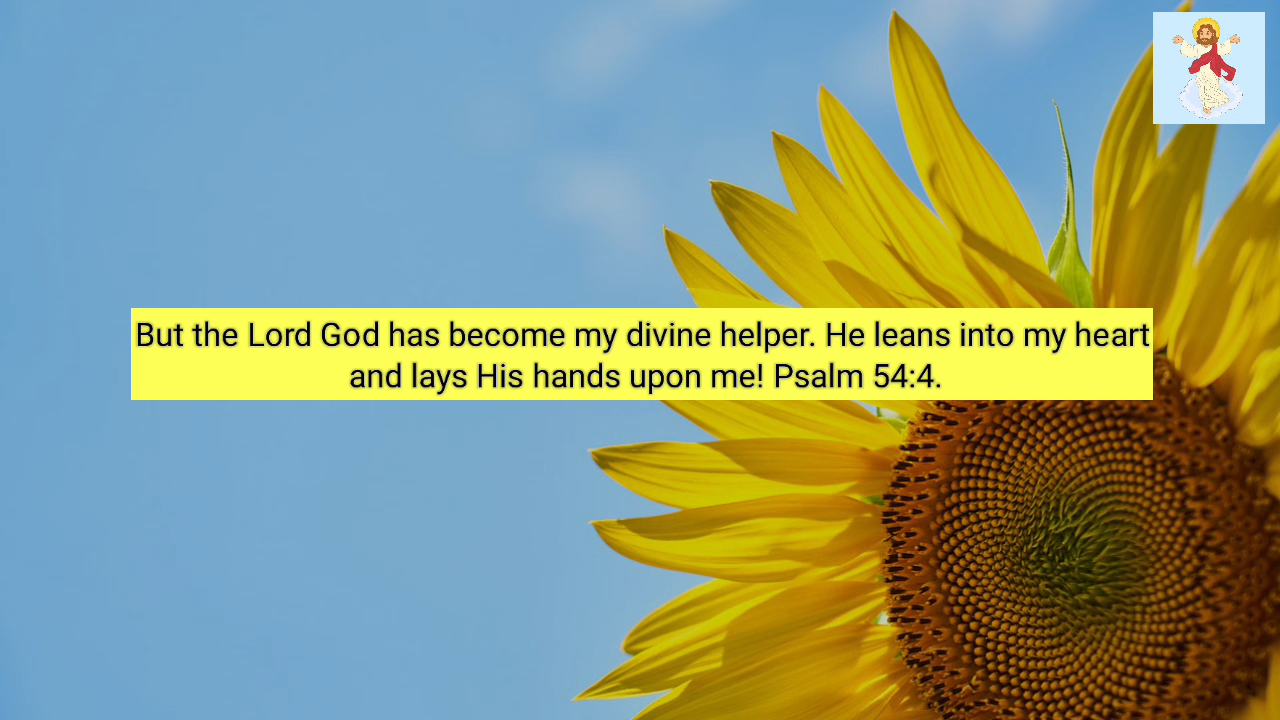 But the Lord God has become my divine helper. He leans into my heart
and lays His hands upon me! Psalm 54:4.